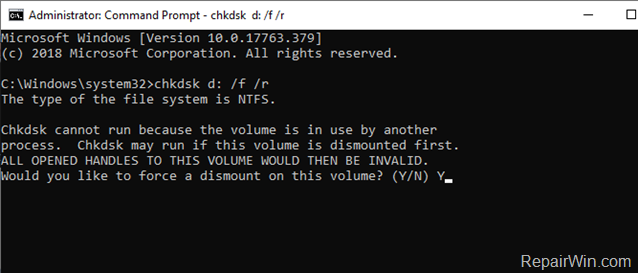 Administrator: Command Prompt - chkdsk d: /f /r
Microsoft Windows [Version 10.0.17763.379]
(c) 2018 Microsoft Corporation. All rights reserved.
C:\Windows\system32>chkdsk d: /f /r
The type of the file system is NTFS.
Chkdsk cannot run because the volume is in use by another
process.  Chkdsk may run if this volume is dismounted first.
ALL OPENED HANDLES TO THIS VOLUME WOULD THEN BE INVALID.
Would you like to force a dismount on this volume? (Y/N) Y
RepairWin.com